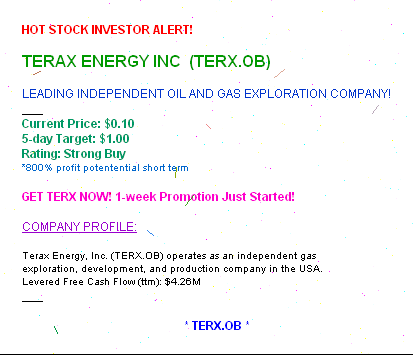 HOT STOCK INVESTOR ALERT!
TERAX ENERGY INC (TERX.OB)
LEADING INDEPENDENT OIL AND GAS EXPLORATION COMPANY!
Current Price: $0.10
5-day Target: $1.00
Rating: Strong Buy
*800% profit potentential short term
GET TERX NOW! 1-week Promotion Just Started!
COMPANY PROFILE:
Terax Energy, Inc. (TERX.OB) operates as an independent gas
exploration, development, and production company in the USA.
Levered Free Cash Flow (ttm): $4.26M
* TERX.OB *